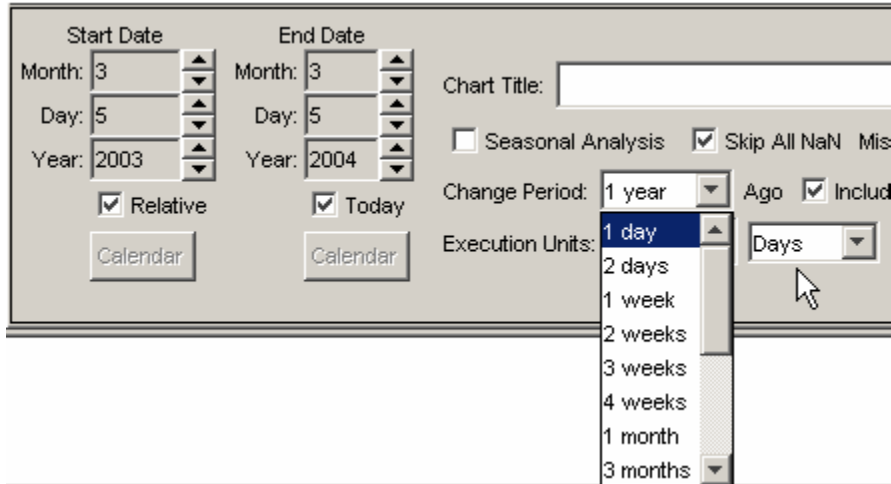 Start Date End Date
Month: 3 Month: 3
Chart Title:
Day: 5 Day: 5
Seasonal Analysis Skip All NaN Mis
Year: 2003 Year: 2004
Relative Today
Change Period: 1 year Ago Includ
Calendar Calendar
Execution Units: Days
1 day
2 days
1 week
2 weeks
3 weeks
4 weeks
1 month
3 months